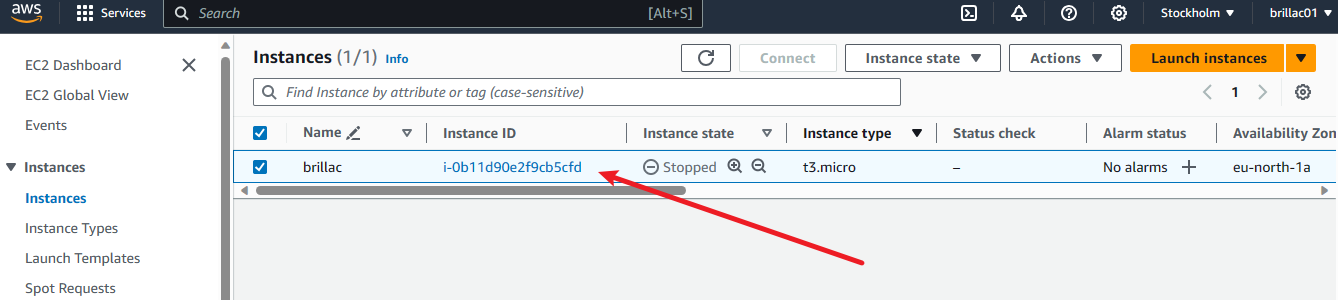 aws Services Search [Alt+S] Stockholm brillac01
EC2 Dashboard
EC2 Global View
Events
Instances
Instances
Instance Types
Launch Templates
Spot Requests
Instances (1/1) Info Connect Instance state Actions Launch instances
Find Instance by attribute or tag (case-sensitive) 1
Name Instance ID Instance state Instance type Status check Alarm status Availability Zon
brillac i-0b11d90e2f9cb5cfd Stopped t3.micro – No alarms eu-north-1a